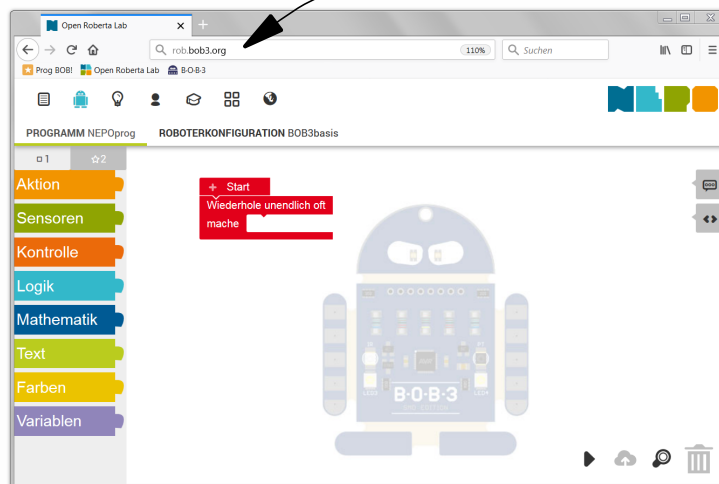 Open Roberta Lab
rob.bob3.org
110%
Suchen
Prog BOB!
Open Roberta Lab
B-O-B-3
NEPO
PROGRAMM NEPOprog
ROBOTERKONFIGURATION BOB3basis
1
2
Aktion
Sensoren
Kontrolle
Logik
Mathematik
Text
Farben
Variablen
+ Start
Wiederhole unendlich oft
mache
B·O·B·3